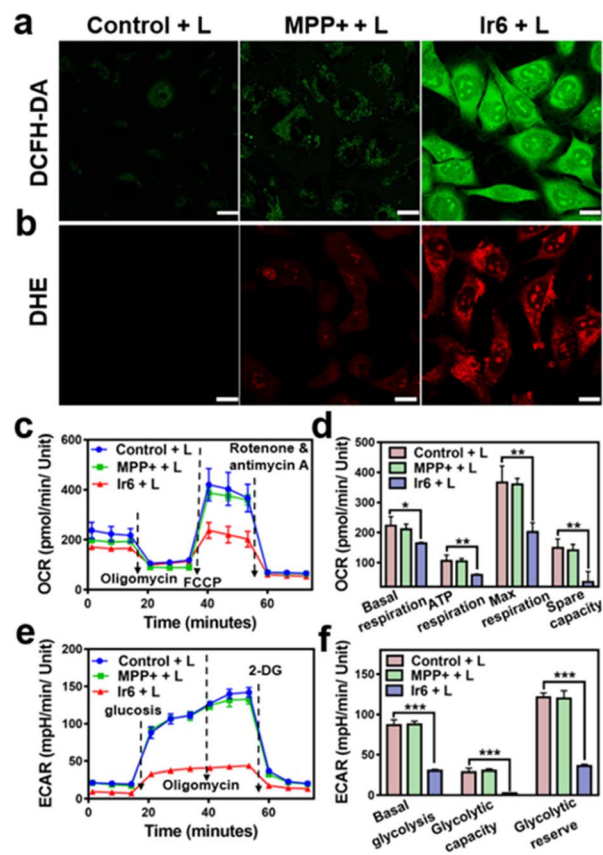 a
Control + L
MPP+ + L
Ir6 + L
DCFH-DA
b
DHE
c
OCR (pmol/min/ Unit)
600
400
200
0
Control + L
MPP+ + L
Ir6 + L
Rotenone &
antimycin A
Oligomycin
FCCP
0 20 40 60
Time (minutes)
d
OCR (pmol/min/ Unit)
500
400
300
200
100
0
Control + L
MPP+ + L
Ir6 + L
*
**
**
**
Basal
respiration
ATP
respiration
Max
respiration
Spare
capacity
e
ECAR (mpH/min/ Unit)
200
150
100
50
0
Control + L
MPP+ + L
Ir6 + L
glucosis
2-DG
Oligomycin
0 20 40 60
Time (minutes)
f
ECAR (mpH/min/ Unit)
200
150
100
50
0
Control + L
MPP+ + L
Ir6 + L
***
***
***
Basal
glycolysis
Glycolytic
capacity
Glycolytic
reserve